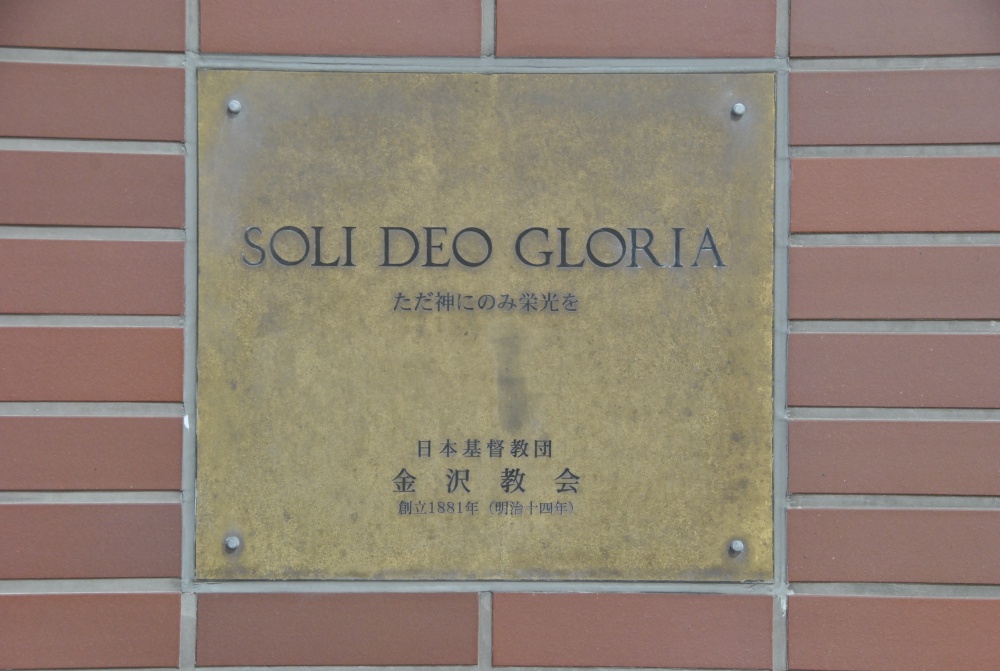 SOLI DEO GLORIA
ただ神にのみ栄光を
日本基督教団
金沢教会
創立1881年（明治十四年）